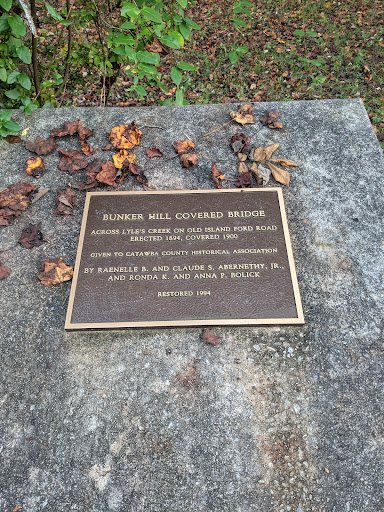 BUNKER HILL COVERED BRIDGE
ACROSS LYLE'S CREEK ON OLD ISLAND FORD ROAD
ERECTED 1894, COVERED 1900
GIVEN TO CATAWBA COUNTY HISTORICAL ASSOCIATION
BY RAENELLE B. AND CLAUDE S. ABERNETHY, JR.,
AND RONDA K. AND ANNA P. BOLICK
RESTORED 1994